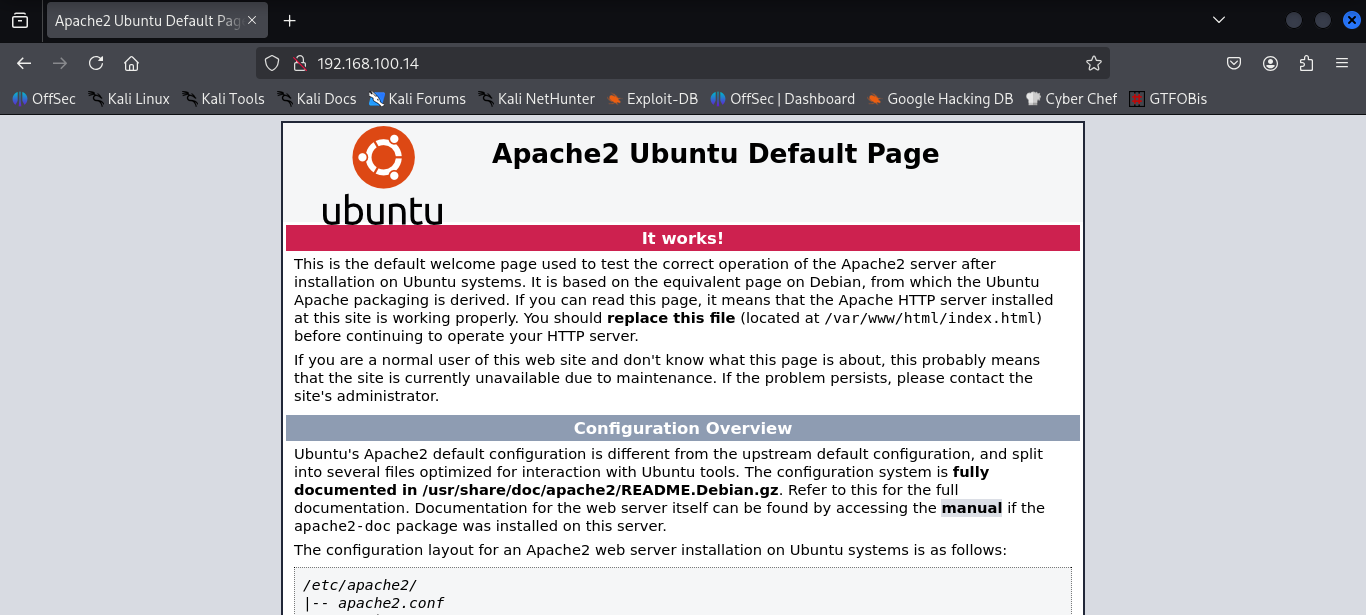 Apache2 Ubuntu Default Pag
192.168.100.14
OffSec Kali Linux Kali Tools Kali Docs Kali Forums Kali NetHunter Exploit-DB OffSec | Dashboard Google Hacking DB Cyber Chef GTFOBis
ubuntu
Apache2 Ubuntu Default Page
It works!
This is the default welcome page used to test the correct operation of the Apache2 server after
installation on Ubuntu systems. It is based on the equivalent page on Debian, from which the Ubuntu
Apache packaging is derived. If you can read this page, it means that the Apache HTTP server installed
at this site is working properly. You should replace this file (located at /var/www/html/index.html)
before continuing to operate your HTTP server.
If you are a normal user of this web site and don't know what this page is about, this probably means
that the site is currently unavailable due to maintenance. If the problem persists, please contact the
site's administrator.
Configuration Overview
Ubuntu's Apache2 default configuration is different from the upstream default configuration, and split
into several files optimized for interaction with Ubuntu tools. The configuration system is fully
documented in /usr/share/doc/apache2/README.Debian.gz. Refer to this for the full
documentation. Documentation for the web server itself can be found by accessing the manual if the
apache2-doc package was installed on this server.
The configuration layout for an Apache2 web server installation on Ubuntu systems is as follows:
/etc/apache2/
|-- apache2.conf